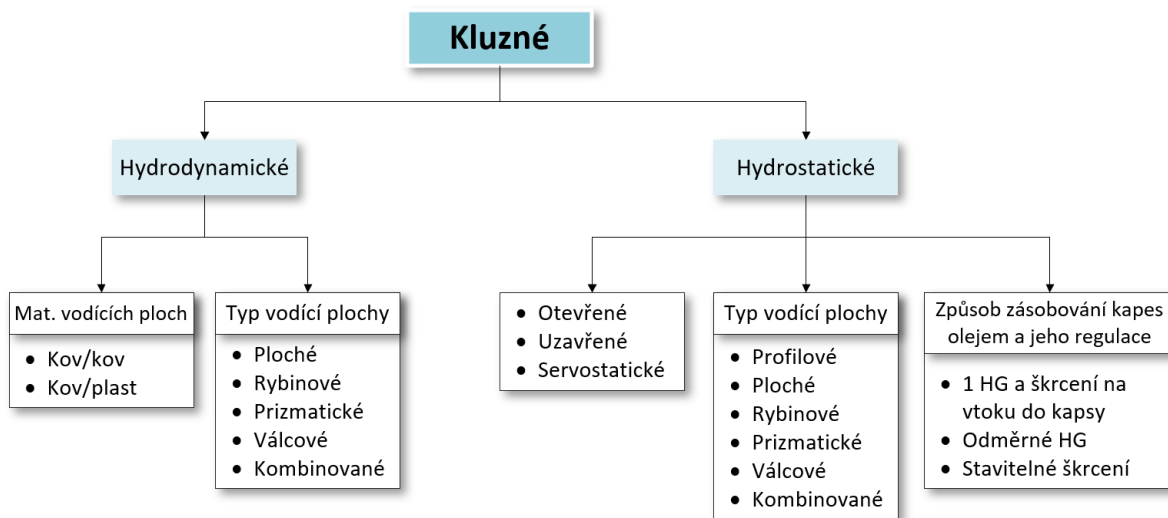 Kluzné
Hydrodynamické
Hydrostatické
Mat. vodících ploch
• Kov/kov
• Kov/plast
Typ vodící plochy
• Ploché
• Rybinové
• Prizmatické
• Válcové
• Kombinované
• Otevřené
• Uzavřené
• Servostatické
Typ vodící plochy
• Profilové
• Ploché
• Rybinové
• Prizmatické
• Válcové
• Kombinované
Způsob zásobování kapes
olejem a jeho regulace
• 1 HG a škrcení na
vtoku do kapsy
• Odměrné HG
• Stavitelné škrcení